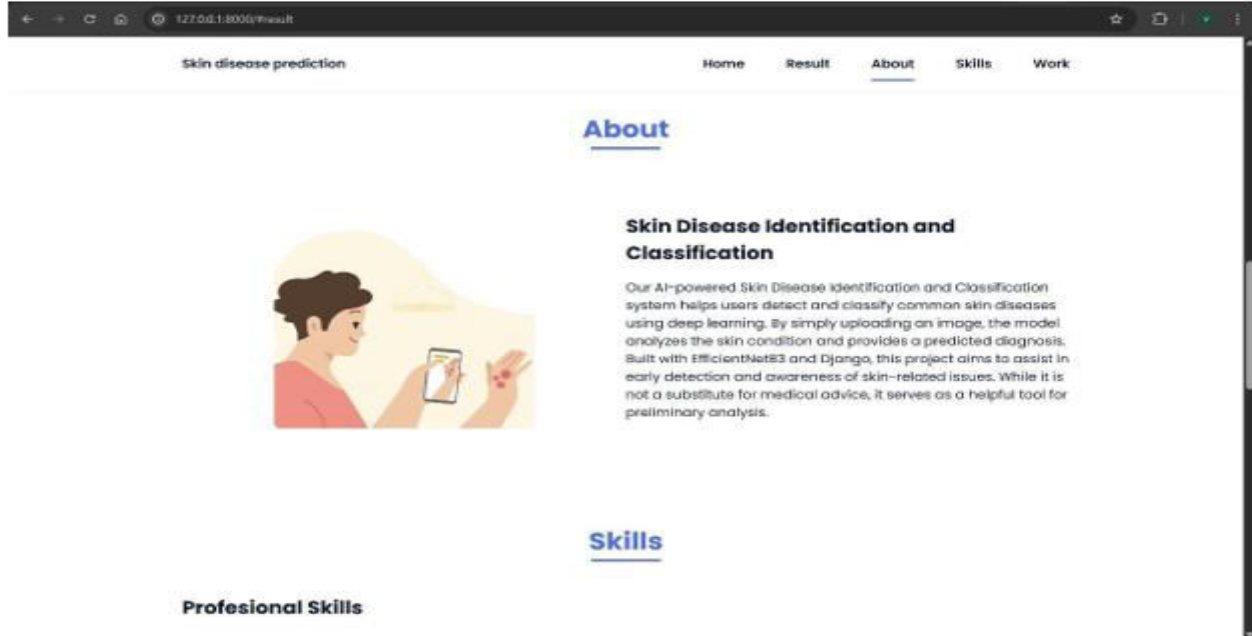 127.0.0.1:8000/#result
Skin disease prediction
Home Result About Skills Work
About
Skin Disease Identification and
Classification
Our AI-powered Skin Disease Identification and Classification
system helps users detect and classify common skin diseases
using deep learning. By simply uploading an image, the model
analyzes the skin condition and provides a predicted diagnosis.
Built with EfficientNetB3 and Django, this project aims to assist in
early detection and awareness of skin-related issues. While it is
not a substitute for medical advice, it serves as a helpful tool for
preliminary analysis.
Skills
Profesional Skills